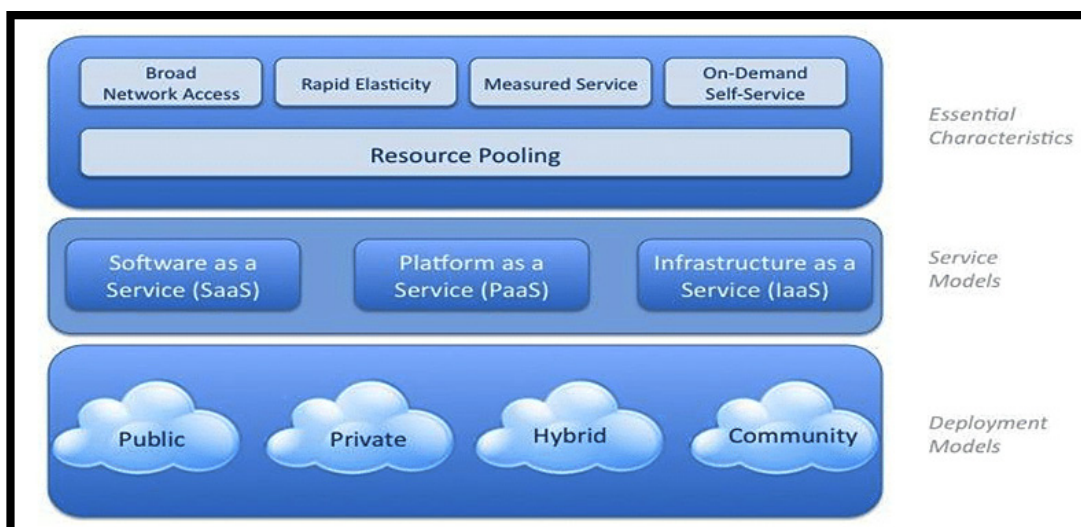 Broad
Network Access
Rapid Elasticity
Measured Service
On-Demand
Self-Service
Resource Pooling
Essential
Characteristics
Software as a
Service (SaaS)
Platform as a
Service (PaaS)
Infrastructure as a
Service (IaaS)
Service
Models
Public
Private
Hybrid
Community
Deployment
Models